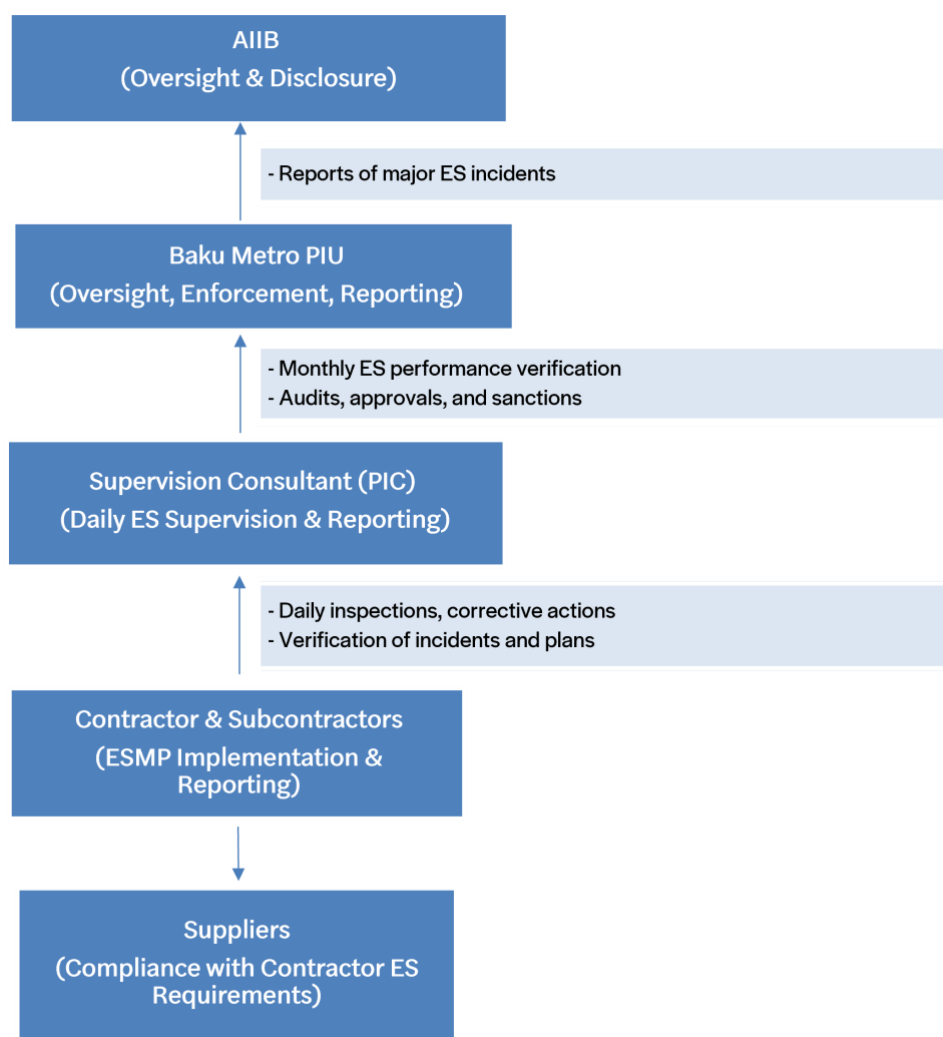 AIIB
(Oversight & Disclosure)
- Reports of major ES incidents
Baku Metro PIU
(Oversight, Enforcement, Reporting)
- Monthly ES performance verification
- Audits, approvals, and sanctions
Supervision Consultant (PIC)
(Daily ES Supervision & Reporting)
- Daily inspections, corrective actions
- Verification of incidents and plans
Contractor & Subcontractors
(ESMP Implementation &
Reporting)
Suppliers
(Compliance with Contractor ES
Requirements)